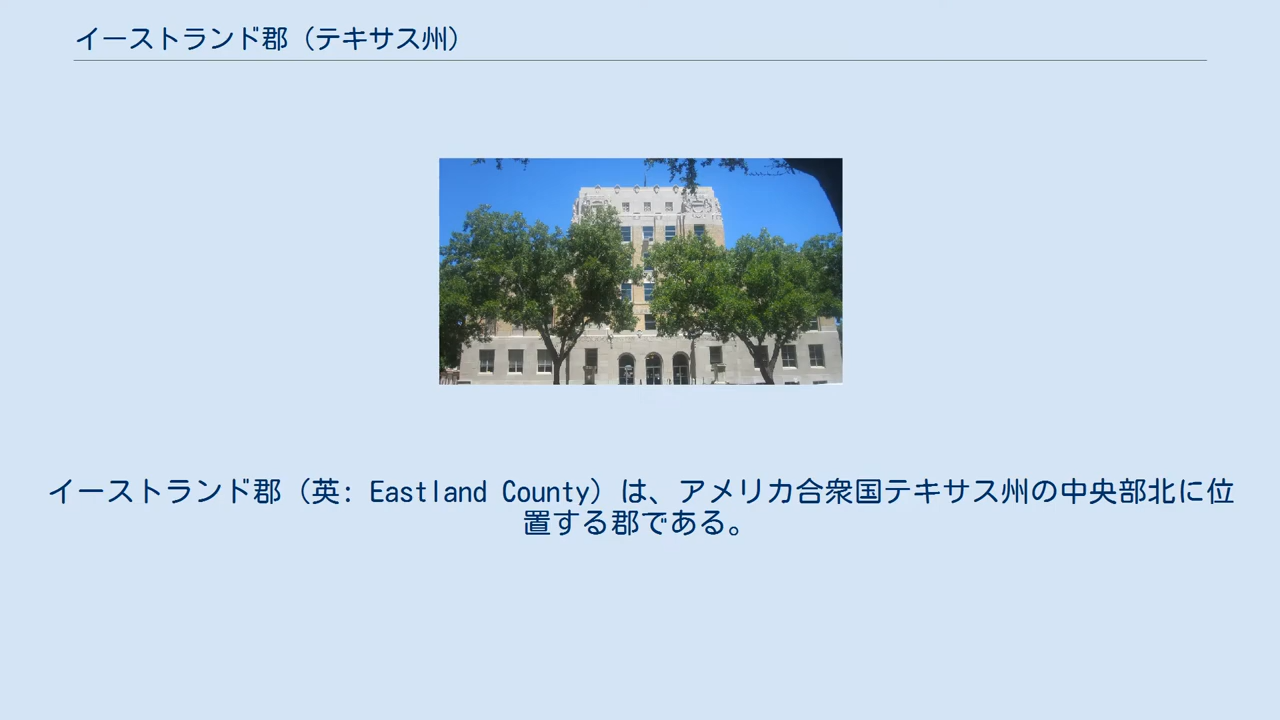 イーストランド郡（テキサス州）
イーストランド郡（英: Eastland County）は、アメリカ合衆国テキサス州の中央部北に位
置する郡である。